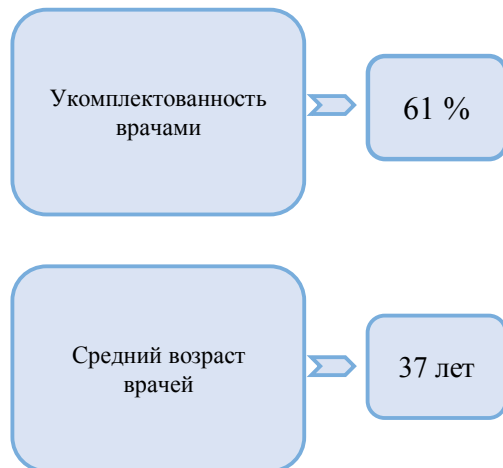 Укомплектованность
врачами
61 %
Средний возраст
врачей
37 лет